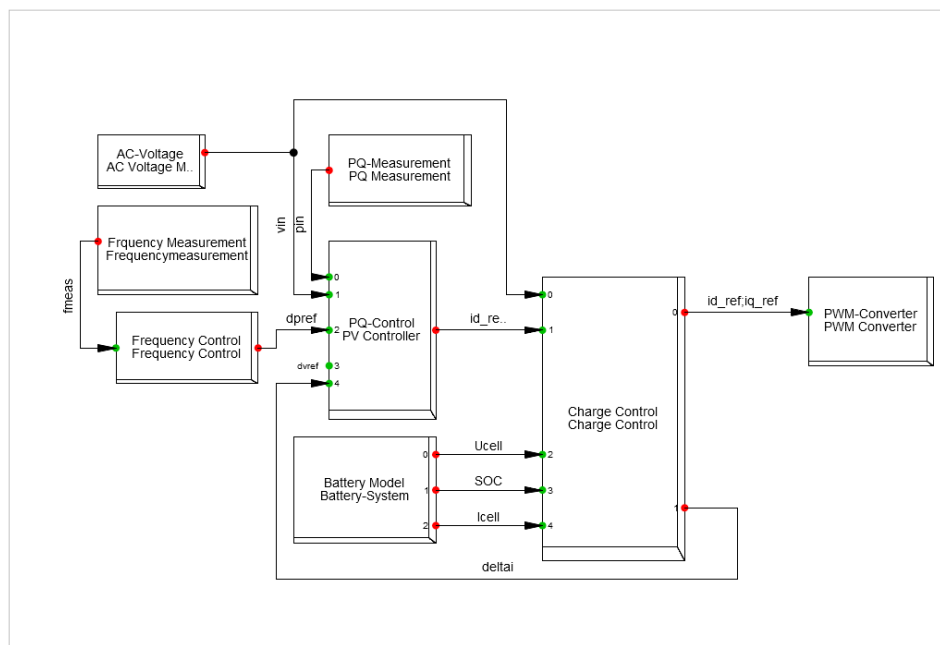 AC-Voltage
AC Voltage M..
PQ-Measurement
PQ Measurement
Frquency Measurement
Frequencymeasurement
vin
pin
fmeas
Frequency Control
Frequency Control
dpref
dvref
0
1
2
3
4
PQ-Control
PV Controller
id_re..
0
1
2
3
4
Charge Control
Charge Control
0
1
id_ref;iq_ref
PWM-Converter
PWM Converter
Battery Model
Battery-System
0
1
2
Ucell
SOC
Icell
deltai